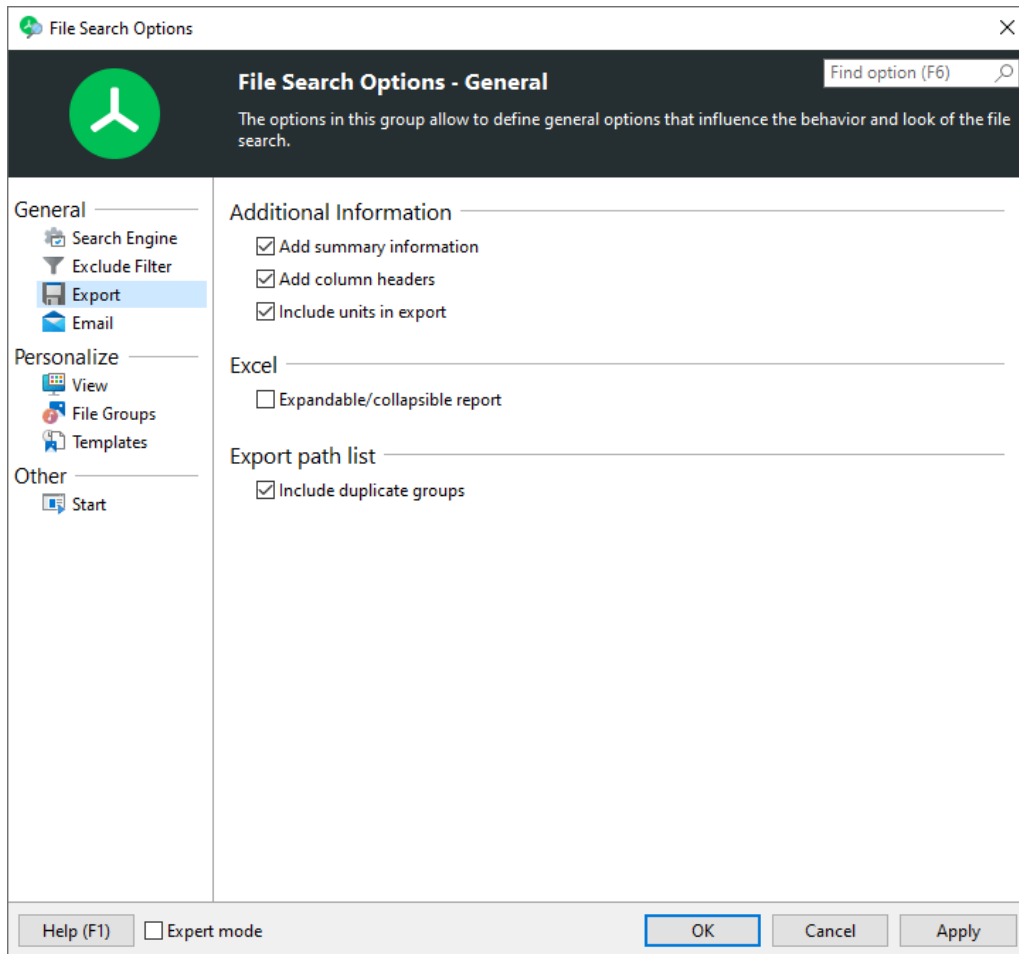 File Search Options
File Search Options - General
Find option (F6)
The options in this group allow to define general options that influence the behavior and look of the file
search.
General
Search Engine
Exclude Filter
Export
Email
Personalize
View
File Groups
Templates
Other
Start
Additional Information
Add summary information
Add column headers
Include units in export
Excel
Expandable/collapsible report
Export path list
Include duplicate groups
Help (F1)
Expert mode
OK
Cancel
Apply